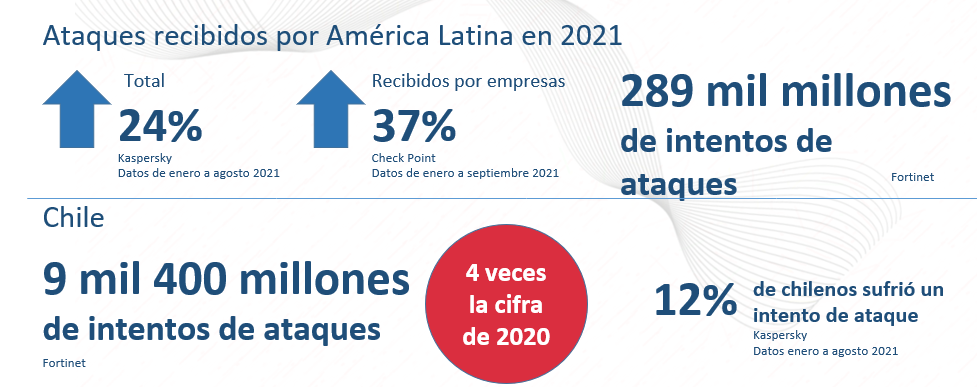 Ataques recibidos por América Latina en 2021
Total
24%
Kaspersky
Datos de enero a agosto 2021
Recibidos por empresas
37%
Check Point
Datos de enero a septiembre 2021
289 mil millones
de intentos de
ataques
Fortinet
Chile
9 mil 400 millones
de intentos de ataques
Fortinet
4 veces
la cifra
de 2020
12%
de chilenos sufrió un
intento de ataque
Kaspersky
Datos enero a agosto 2021